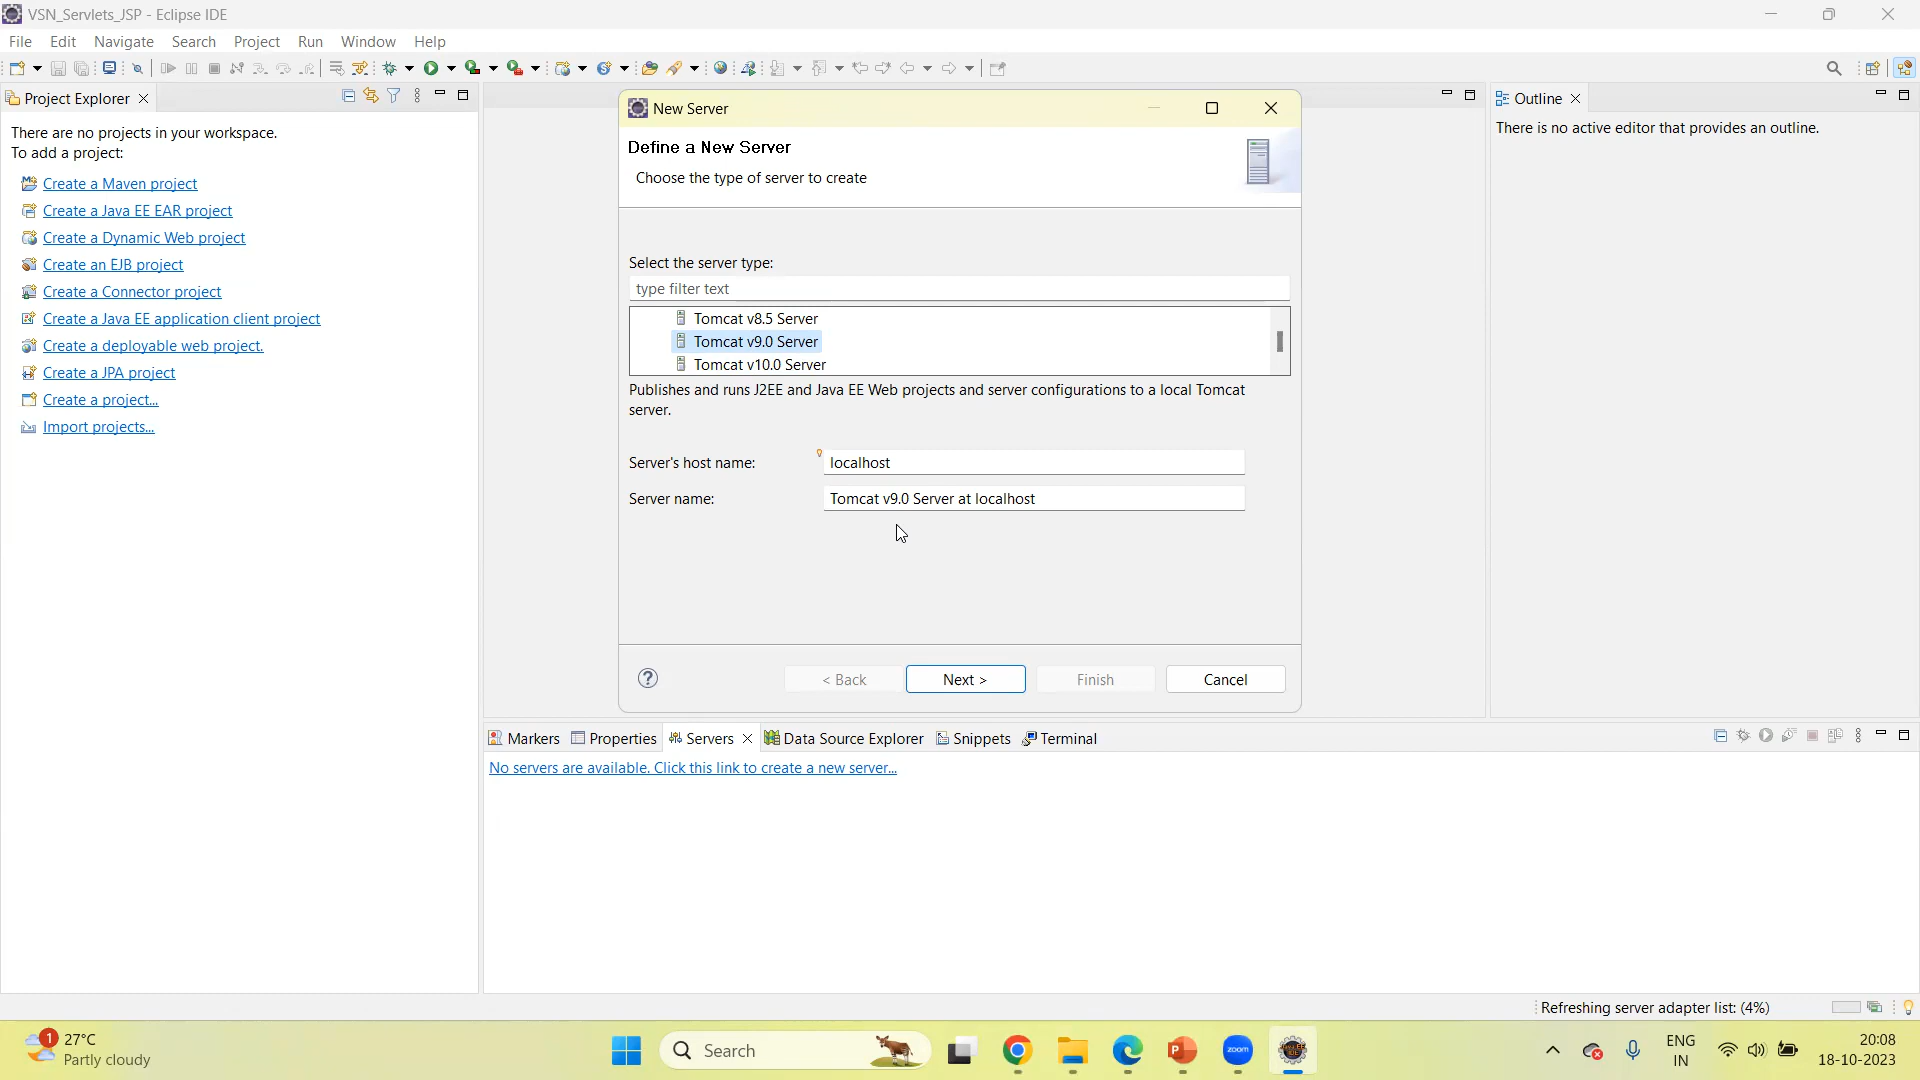 VSN_Servlets_JSP - Eclipse IDE
File Edit Navigate Search Project Run Window Help
Project Explorer
There are no projects in your workspace.
To add a project:
Create a Maven project
Create a Java EE EAR project
Create a Dynamic Web project
Create an EJB project
Create a Connector project
Create a Java EE application client project
Create a deployable web project.
Create a JPA project
Create a project...
Import projects...
New Server
Define a New Server
Choose the type of server to create
Select the server type:
type filter text
Tomcat v8.5 Server
Tomcat v9.0 Server
Tomcat v10.0 Server
Publishes and runs J2EE and Java EE Web projects and server configurations to a local Tomcat
server.
Server's host name: localhost
Server name: Tomcat v9.0 Server at localhost
? < Back Next > Finish Cancel
Outline
There is no active editor that provides an outline.
Markers Properties Servers Data Source Explorer Snippets Terminal
No servers are available. Click this link to create a new server...
Refreshing server adapter list: (4%)
1 27°C
Partly cloudy
Search
zoom
ENG
IN
20:08
18-10-2023